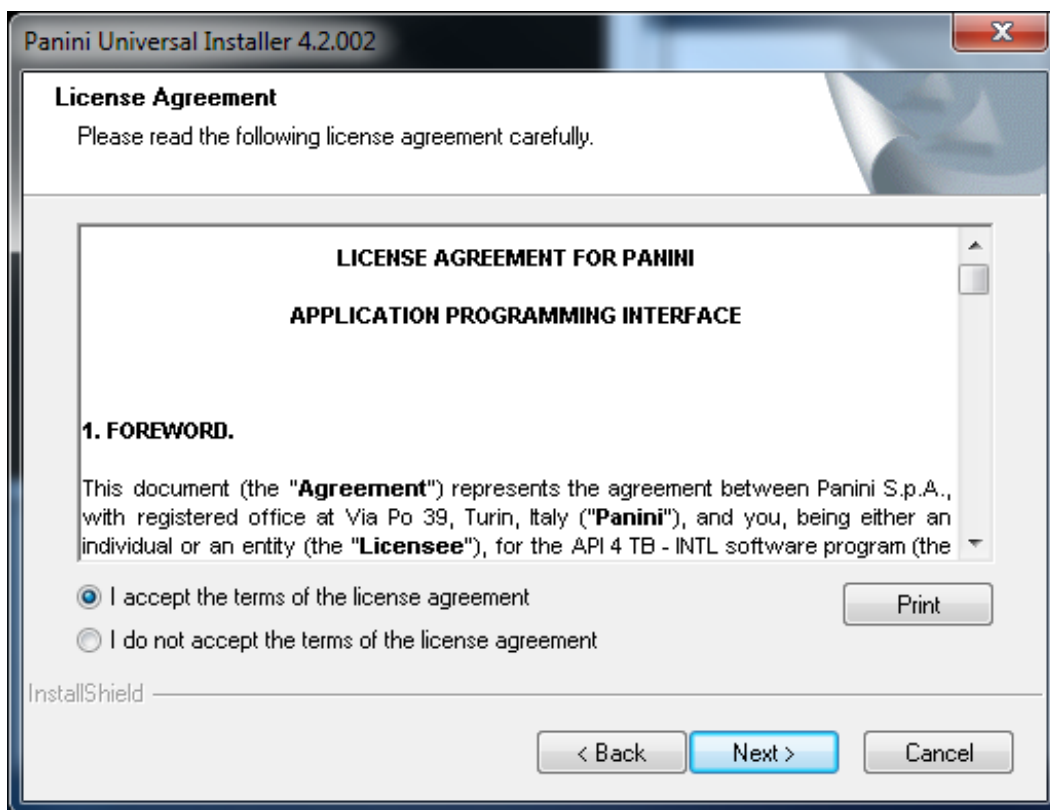 Panini Universal Installer 4.2.002
License Agreement
Please read the following license agreement carefully.
LICENSE AGREEMENT FOR PANINI
APPLICATION PROGRAMMING INTERFACE
1. FOREWORD.
This document (the "Agreement") represents the agreement between Panini S.p.A.,
with registered office at Via Po 39, Turin, Italy ("Panini"), and you, being either an
individual or an entity (the "Licensee"), for the API 4 TB - INTL software program (the
I accept the terms of the license agreement
Print
I do not accept the terms of the license agreement
InstallShield
< Back
Next >
Cancel